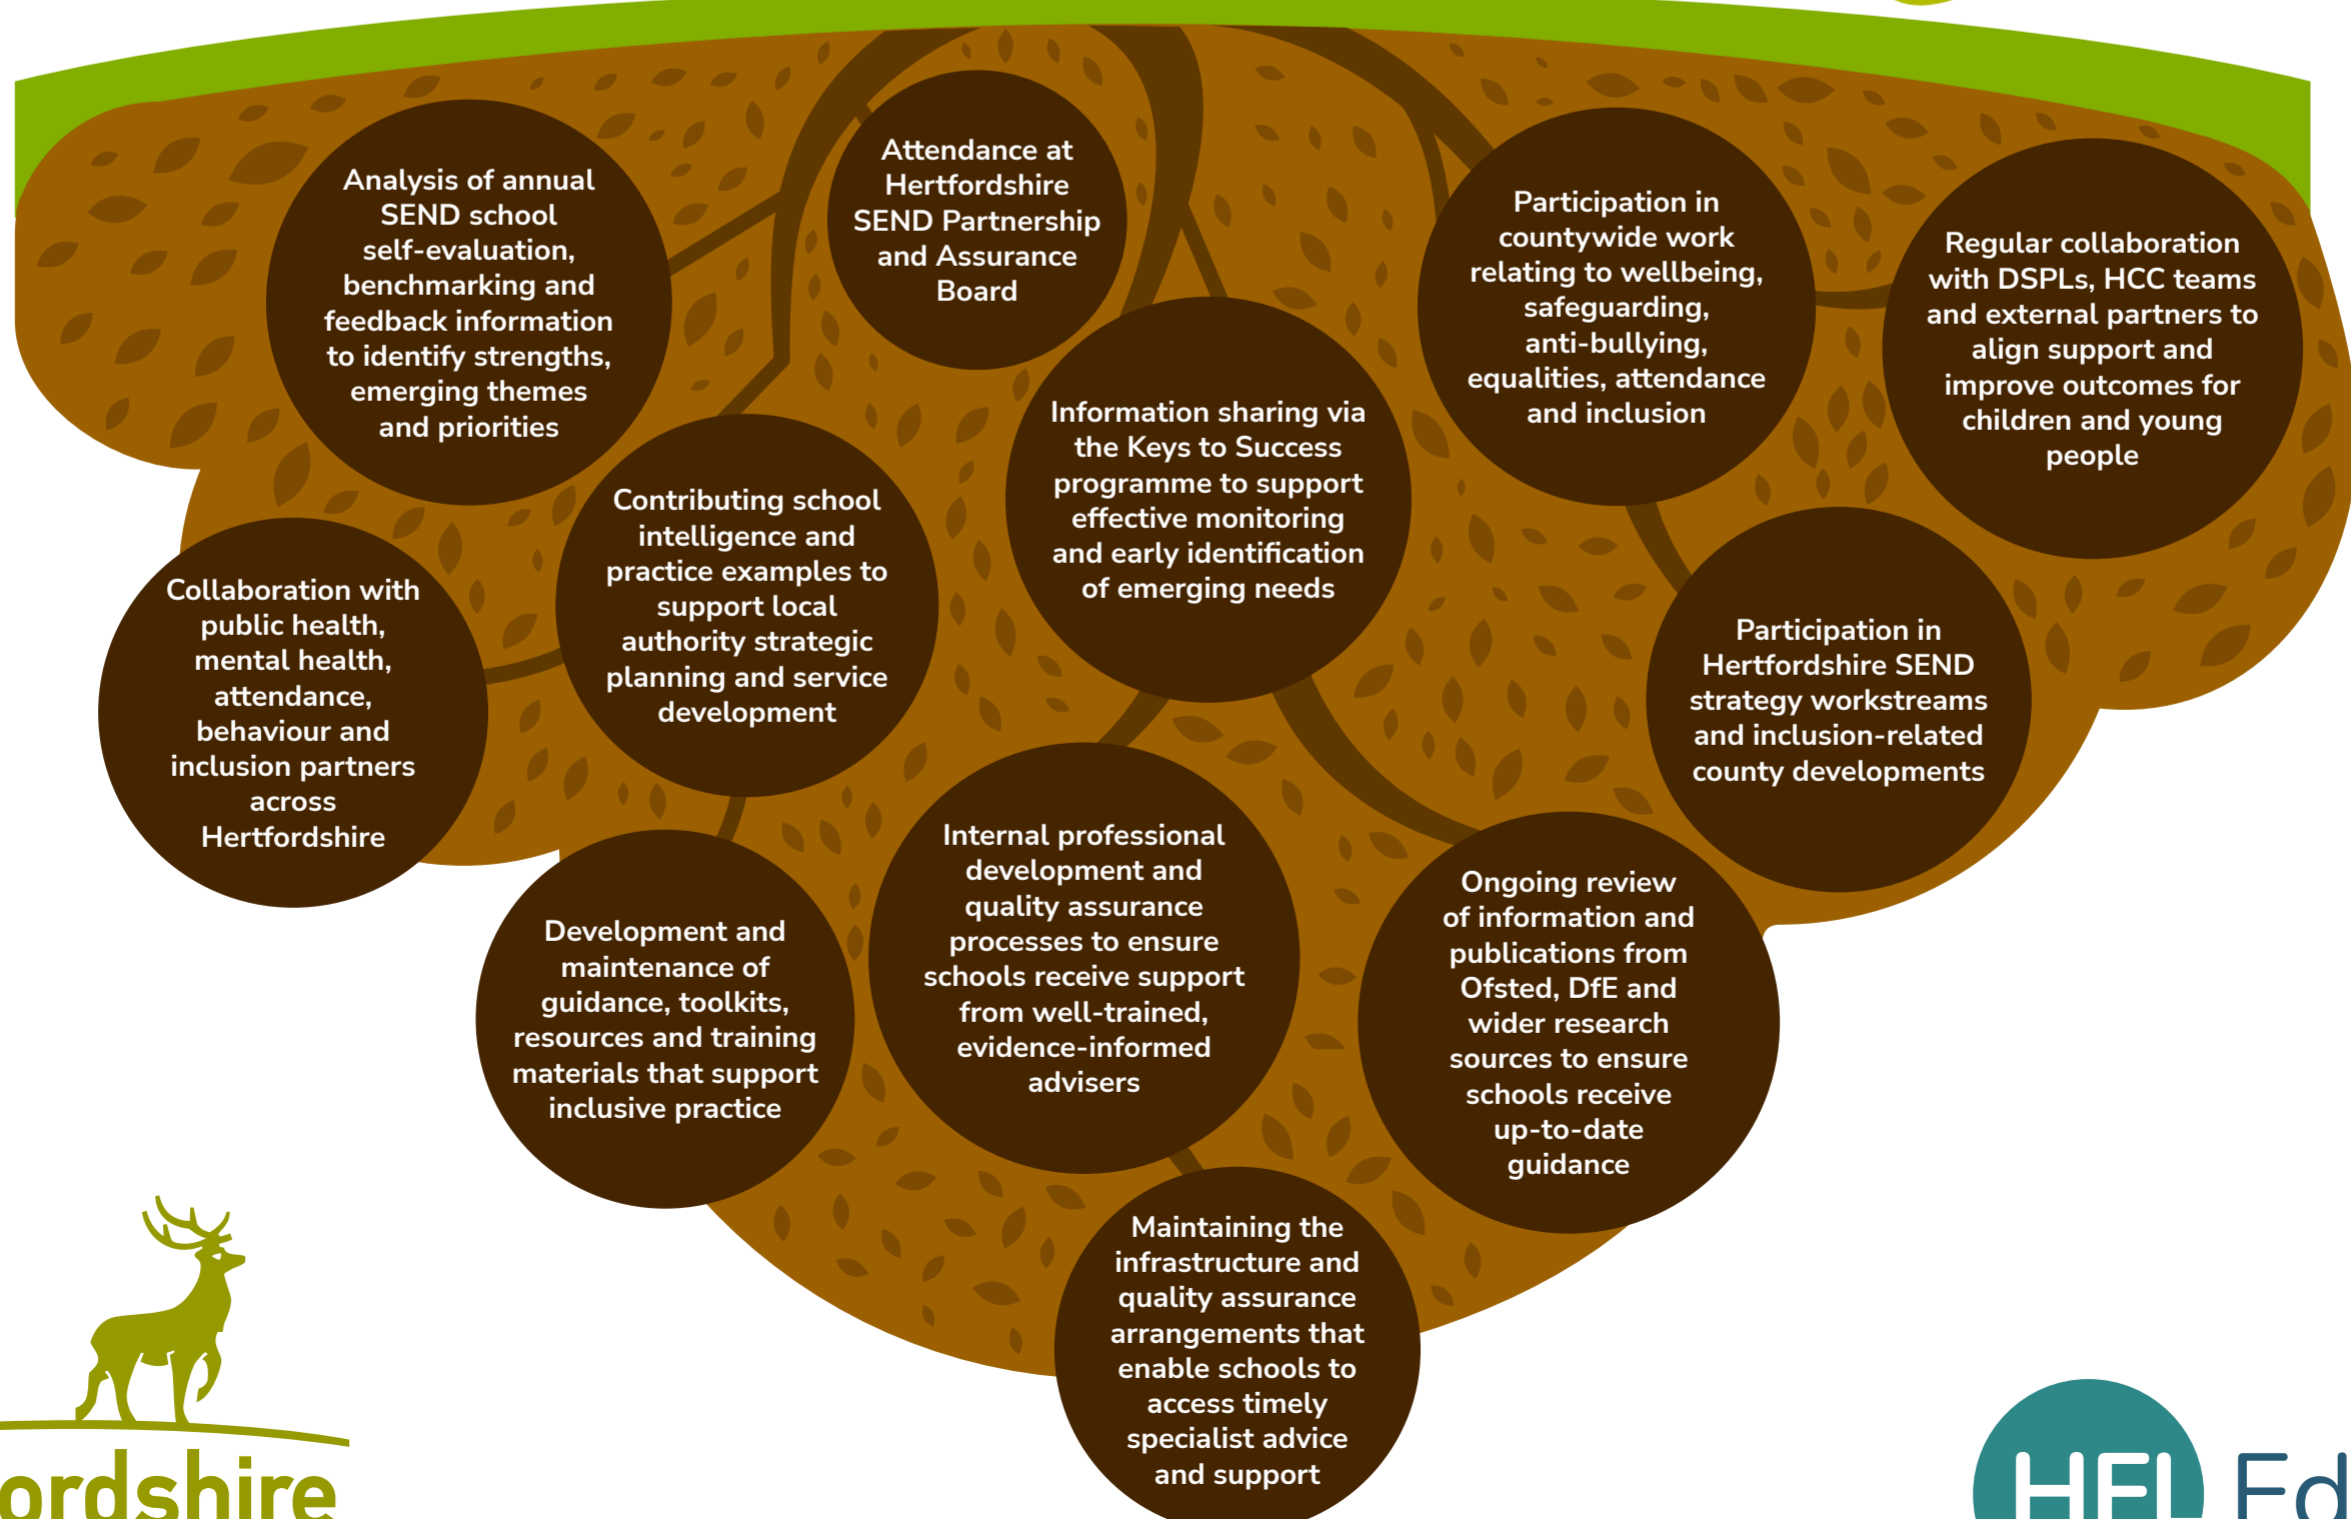 Analysis of annual
SEND school
self-evaluation,
benchmarking and
feedback information
to identify strengths,
emerging themes
and priorities
Attendance at
Hertfordshire
SEND Partnership
and Assurance
Board
Participation in
countywide work
relating to wellbeing,
safeguarding,
anti-bullying,
equalities, attendance
and inclusion
Regular collaboration
with DSPLs, HCC teams
and external partners to
align support and
improve outcomes for
children and young
people
Information sharing via
the Keys to Success
programme to support
effective monitoring
and early identification
of emerging needs
Contributing school
intelligence and
practice examples to
support local
authority strategic
planning and service
development
Collaboration with
public health,
mental health,
attendance,
behaviour and
inclusion partners
across
Hertfordshire
Participation in
Hertfordshire SEND
strategy workstreams
and inclusion-related
county developments
Development and
maintenance of
guidance, toolkits,
resources and training
materials that support
inclusive practice
Internal professional
development and
quality assurance
processes to ensure
schools receive support
from well-trained,
evidence-informed
advisers
Ongoing review
of information and
publications from
Ofsted, DfE and
wider research
sources to ensure
schools receive
up-to-date
guidance
Maintaining the
infrastructure and
quality assurance
arrangements that
enable schools to
access timely
specialist advice
and support
ordshire
HFL Ed